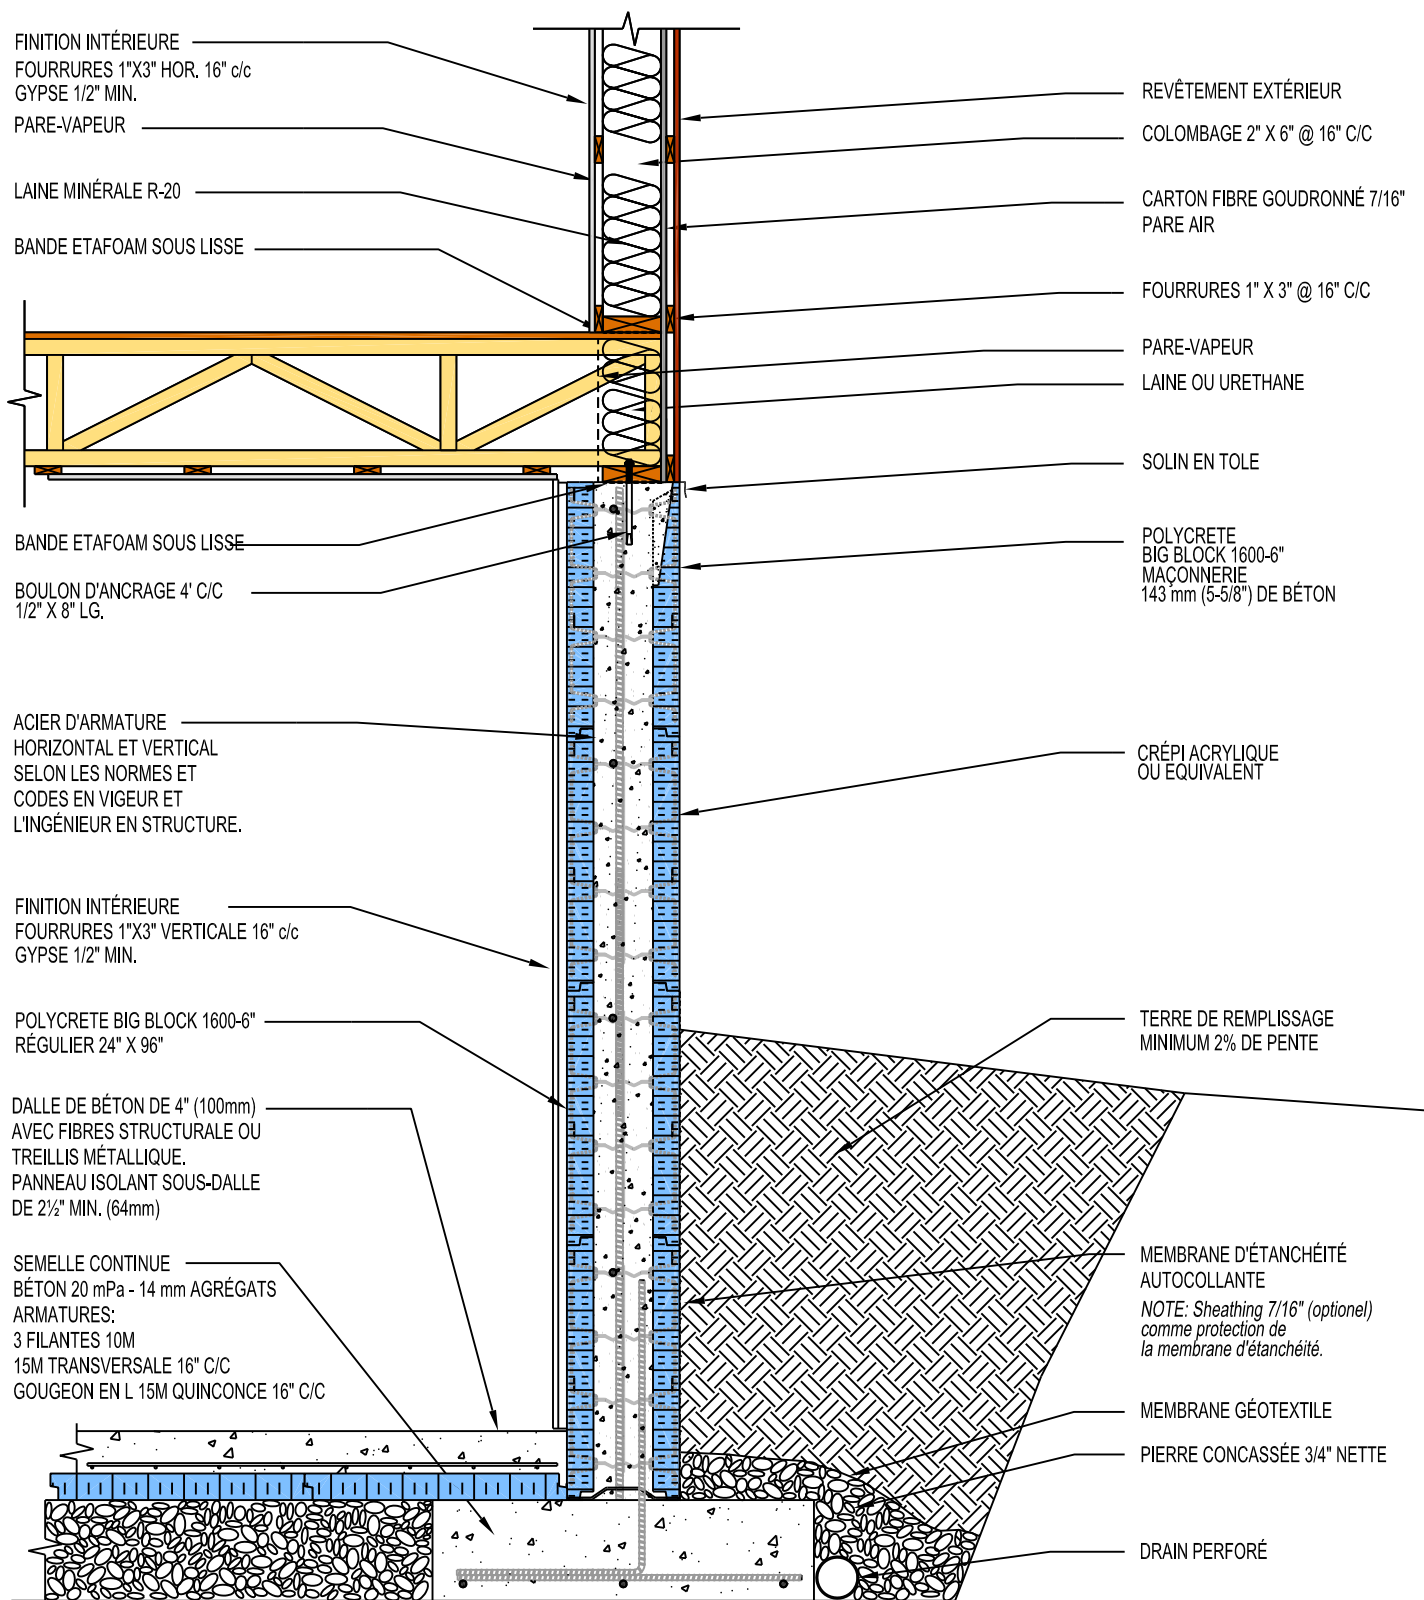 FINITION INTÉRIEURE
FOURRURES 1"X3" HOR. 16" c/c
GYPSE 1/2" MIN.
PARE-VAPEUR
LAINE MINÉRALE R-20
BANDE ETAFOAM SOUS LISSE
BANDE ETAFOAM SOUS LISSE
BOULON D'ANCRAGE 4' C/C
1/2" X 8" LG.
ACIER D'ARMATURE
HORIZONTAL ET VERTICAL
SELON LES NORMES ET
CODES EN VIGEUR ET
L'INGÉNIEUR EN STRUCTURE.
FINITION INTÉRIEURE
FOURRURES 1"X3" VERTICALE 16" c/c
GYPSE 1/2" MIN.
POLYCRETE BIG BLOCK 1600-6"
RÉGULIER 24" X 96"
DALLE DE BÉTON DE 4" (100mm)
AVEC FIBRES STRUCTURALE OU
TREILLIS MÉTALLIQUE.
PANNEAU ISOLANT SOUS-DALLE
DE 2½" MIN. (64mm)
SEMELLE CONTINUE
BÉTON 20 mPa - 14 mm AGRÉGATS
ARMATURES:
3 FILANTES 10M
15M TRANSVERSALE 16" C/C
GOUGEON EN L 15M QUINCONCE 16" C/C
REVÊTEMENT EXTÉRIEUR
COLOMBAGE 2" X 6" @ 16" C/C
CARTON FIBRE GOUDRONNÉ 7/16"
PARE AIR
FOURRURES 1" X 3" @ 16" C/C
PARE-VAPEUR
LAINE OU URETHANE
SOLIN EN TOLE
POLYCRETE
BIG BLOCK 1600-6"
MAÇONNERIE
143 mm (5-5/8") DE BÉTON
CRÉPI ACRYLIQUE
OU EQUIVALENT
TERRE DE REMPLISSAGE
MINIMUM 2% DE PENTE
MEMBRANE D'ÉTANCHÉITÉ
AUTOCOLLANTE
NOTE: Sheathing 7/16" (optionel)
comme protection de
la membrane d'étanchéité.
MEMBRANE GÉOTEXTILE
PIERRE CONCASSÉE 3/4" NETTE
DRAIN PERFORÉ